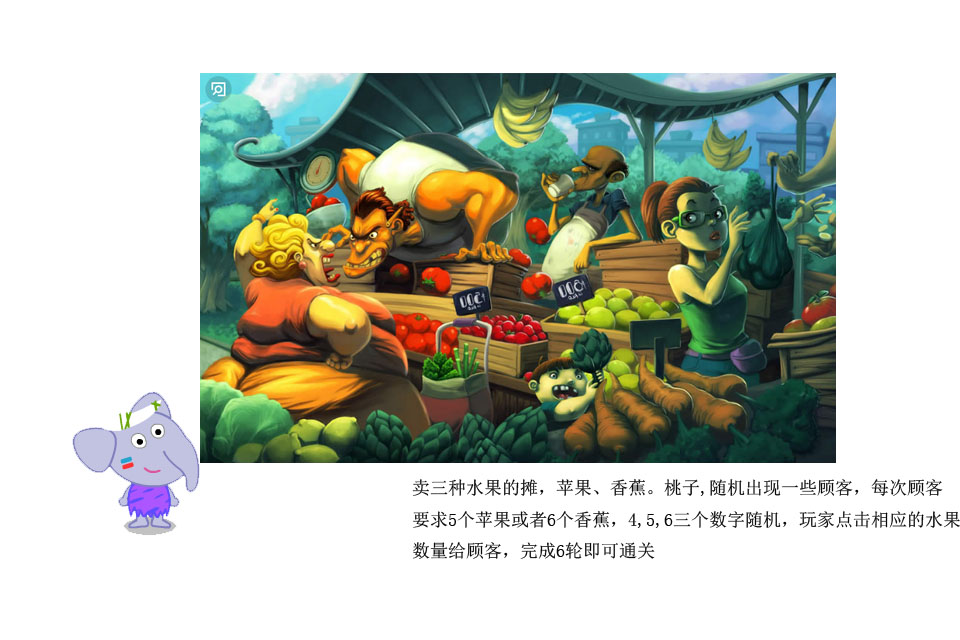 卖三种水果的摊，苹果、香蕉。桃子,随机出现一些顾客，每次顾客
要求5个苹果或者6个香蕉，4,5,6三个数字随机，玩家点击相应的水果
数量给顾客，完成6轮即可通关